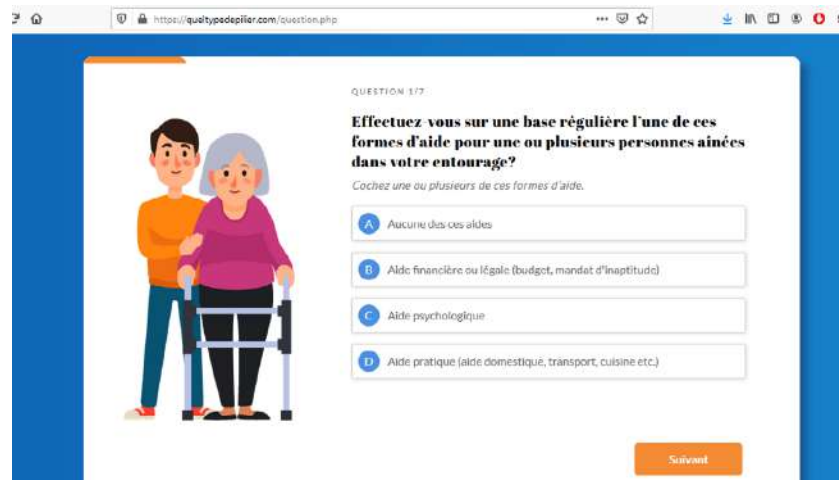 https://queltypedepilier.com/question.php
QUESTION 1/7
Effectuez-vous sur une base régulière l'une de ces
formes d'aide pour une ou plusieurs personnes ainées
dans votre entourage?
Cochez une ou plusieurs de ces formes d'aide.
A Aucune des ces aides
B Aide financière ou légale (budget, mandat d'inaptitude)
C Aide psychologique
D Aide pratique (aide domestique, transport, cuisine etc.)
Suivant